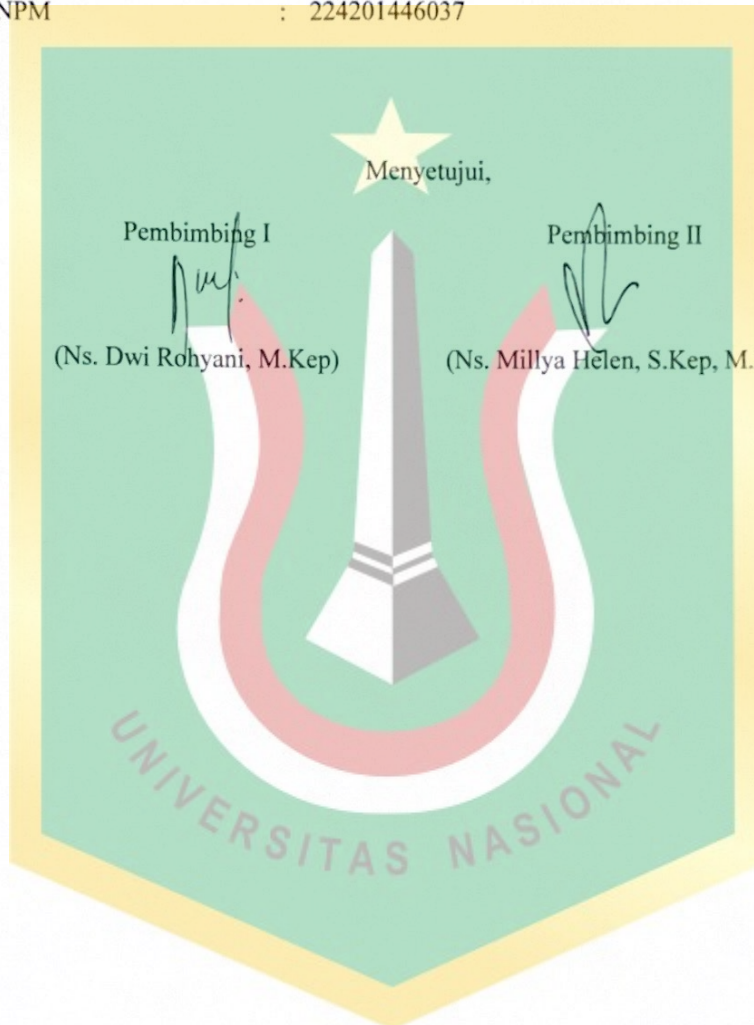 NPM : 224201446037
Menyetujui,
Pembimbing I Pembimbing II
(Ns. Dwi Rohyani, M.Kep) (Ns. Millya Helen, S.Kep, M.
UNIVERSITAS NASIONAL